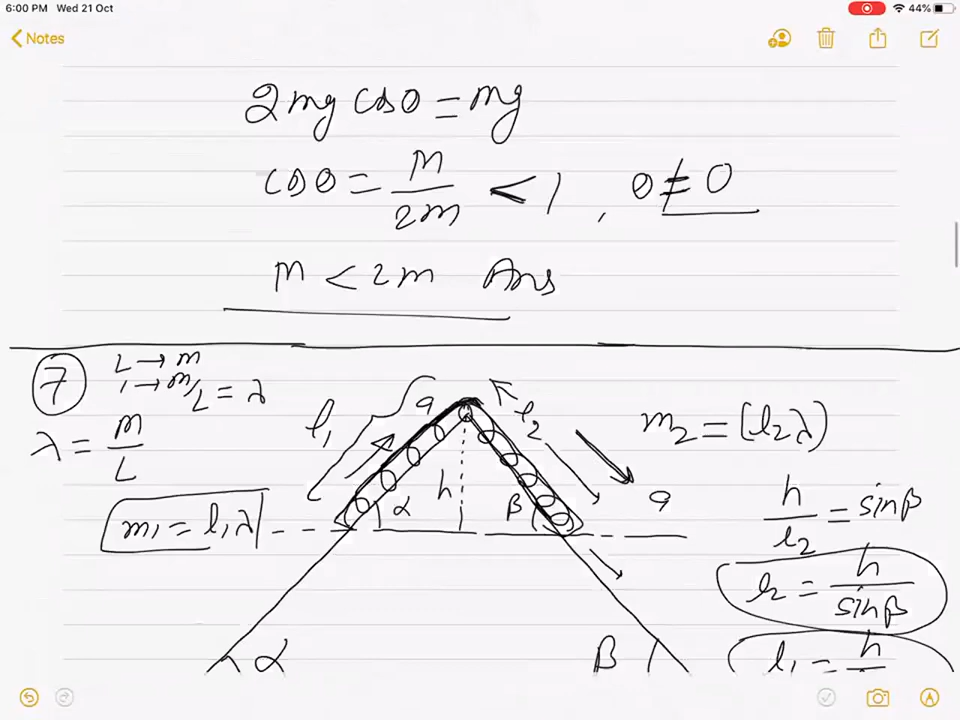 6:00 PM Wed 21 Oct
44%
Notes
2mg cosθ = mg
cosθ = M/2m < 1, θ ≠ 0
M < 2m Ans
7
L → m
1 → m/L = λ
λ = M/L
l₁
a
l₂
m₂ = (l₂λ)
h
α
β
a
m₁ = l₁λ
h/l₂ = sinβ
l₂ = h/sinβ
α
β
l₁ = h